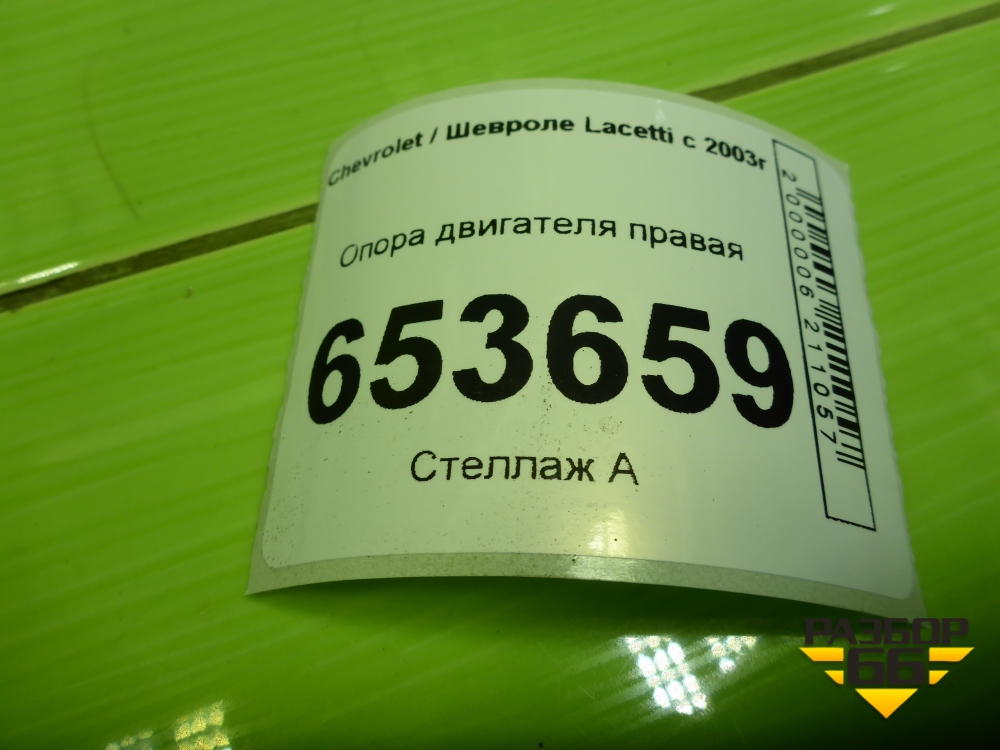 Chevrolet / Шевроле Lacetti с 2003г
Опора двигателя правая
653659
Стеллаж А
2000006211057
РАЗБОР
66